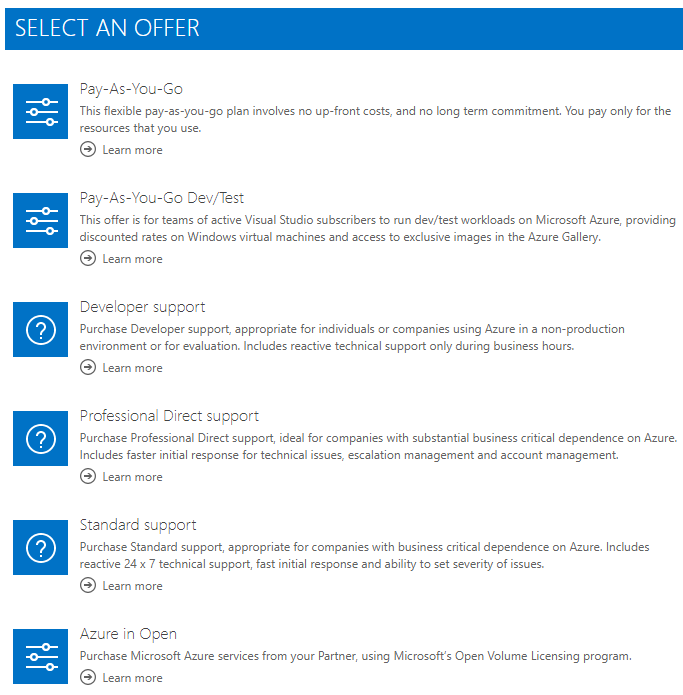 SELECT AN OFFER
Pay-As-You-Go
This flexible pay-as-you-go plan involves no up-front costs, and no long term commitment. You pay only for the
resources that you use.
Learn more
Pay-As-You-Go Dev/Test
This offer is for teams of active Visual Studio subscribers to run dev/test workloads on Microsoft Azure, providing
discounted rates on Windows virtual machines and access to exclusive images in the Azure Gallery.
Learn more
Developer support
Purchase Developer support, appropriate for individuals or companies using Azure in a non-production
environment or for evaluation. Includes reactive technical support only during business hours.
Learn more
Professional Direct support
Purchase Professional Direct support, ideal for companies with substantial business critical dependence on Azure.
Includes faster initial response for technical issues, escalation management and account management.
Learn more
Standard support
Purchase Standard support, appropriate for companies with business critical dependence on Azure. Includes
reactive 24 x 7 technical support, fast initial response and ability to set severity of issues.
Learn more
Azure in Open
Purchase Microsoft Azure services from your Partner, using Microsoft's Open Volume Licensing program.
Learn more